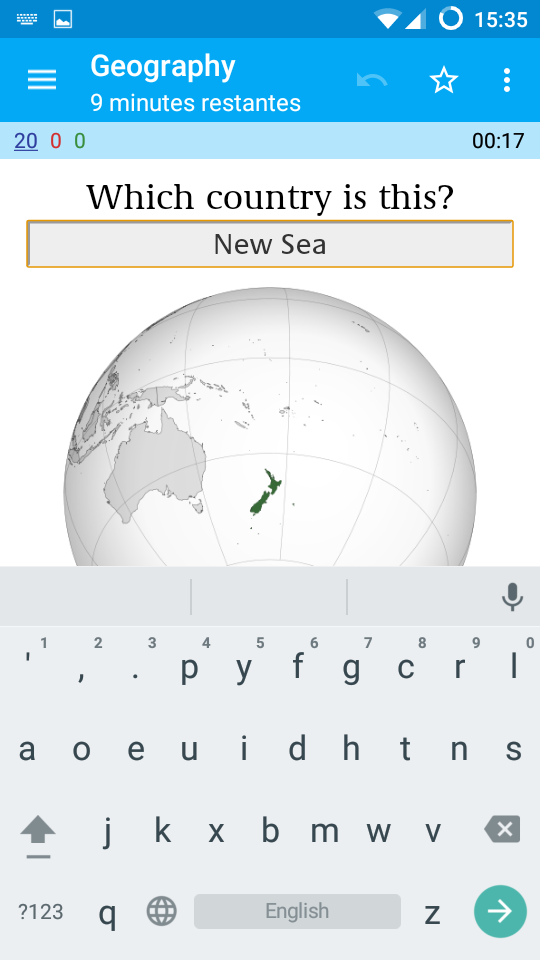 15:35
Geography
9 minutes restantes
20 0 0 00:17
Which country is this?
New Sea
1 2 3 4 5 6 7 8 9 0
' , . p y f g c r l
a o e u i d h t n s
j k x b m w v
?123 q English z